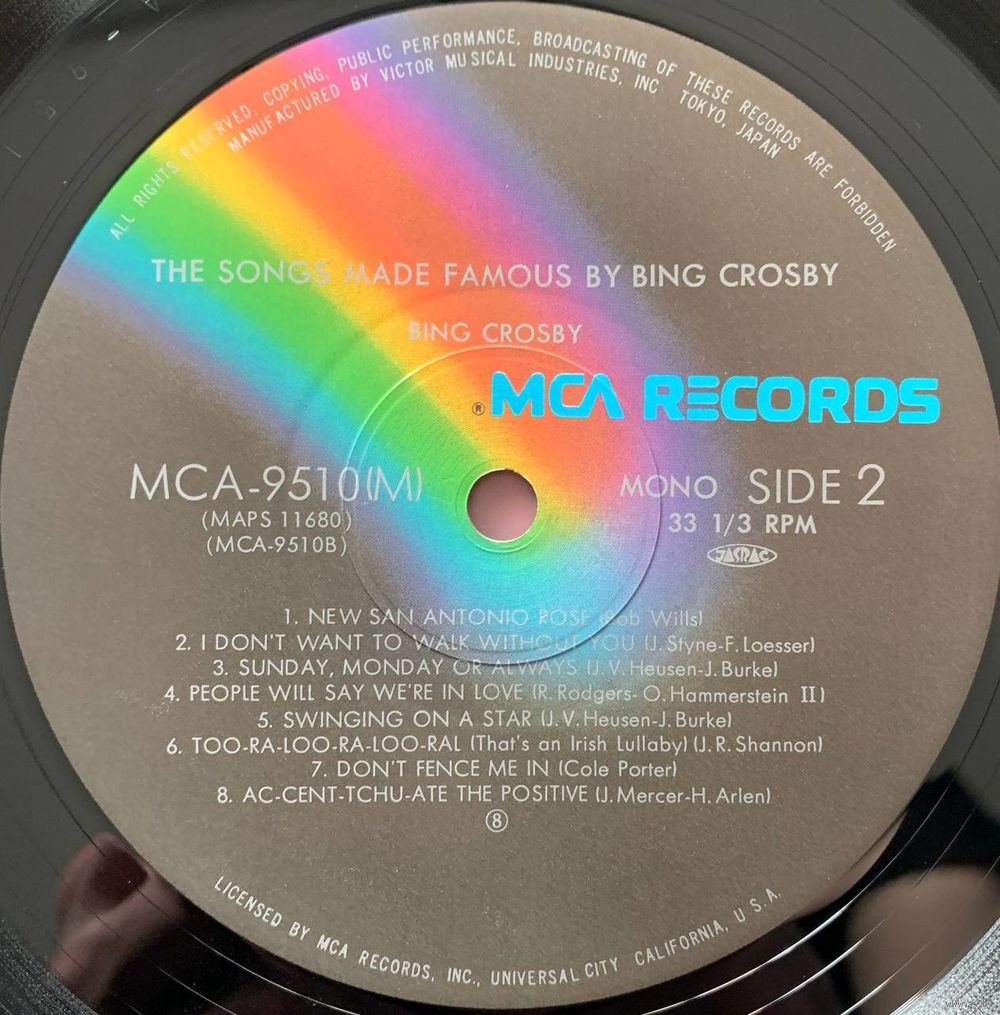 ALL RIGHTS RESERVED, COPYING, PUBLIC PERFORMANCE, BROADCASTING OF THESE RECORDS ARE FORBIDDEN
MANUFACTURED BY VICTOR MUSICAL INDUSTRIES, INC TOKYO, JAPAN
THE SONGS MADE FAMOUS BY BING CROSBY
BING CROSBY
® MCA RECORDS
MCA-9510(M) MONO SIDE 2
(MAPS 11680) 33 1/3 RPM
(MCA-9510B) JASRAC
1. NEW SAN ANTONIO ROSE (Bob Wills)
2. I DON'T WANT TO WALK WITHOUT YOU (J.Styne-F.Loesser)
3. SUNDAY, MONDAY OR ALWAYS (J.V.Heusen-J.Burke)
4. PEOPLE WILL SAY WE'RE IN LOVE (R.Rodgers-O.Hammerstein II)
5. SWINGING ON A STAR (J.V.Heusen-J.Burke)
6. TOO-RA-LOO-RA-LOO-RAL (That's an Irish Lullaby) (J.R.Shannon)
7. DON'T FENCE ME IN (Cole Porter)
8. AC-CENT-TCHU-ATE THE POSITIVE (J.Mercer-H.Arlen)
⑧
LICENSED BY MCA RECORDS, INC., UNIVERSAL CITY CALIFORNIA, U.S.A.